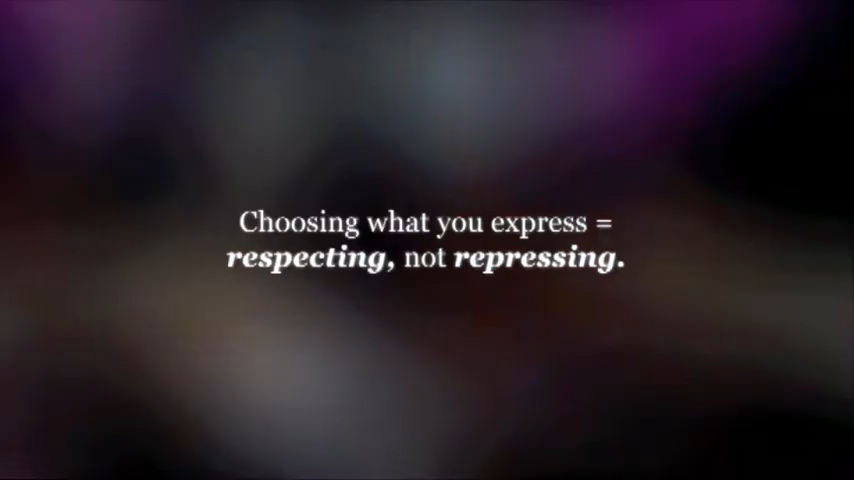 Choosing what you express =
respecting, not repressing.